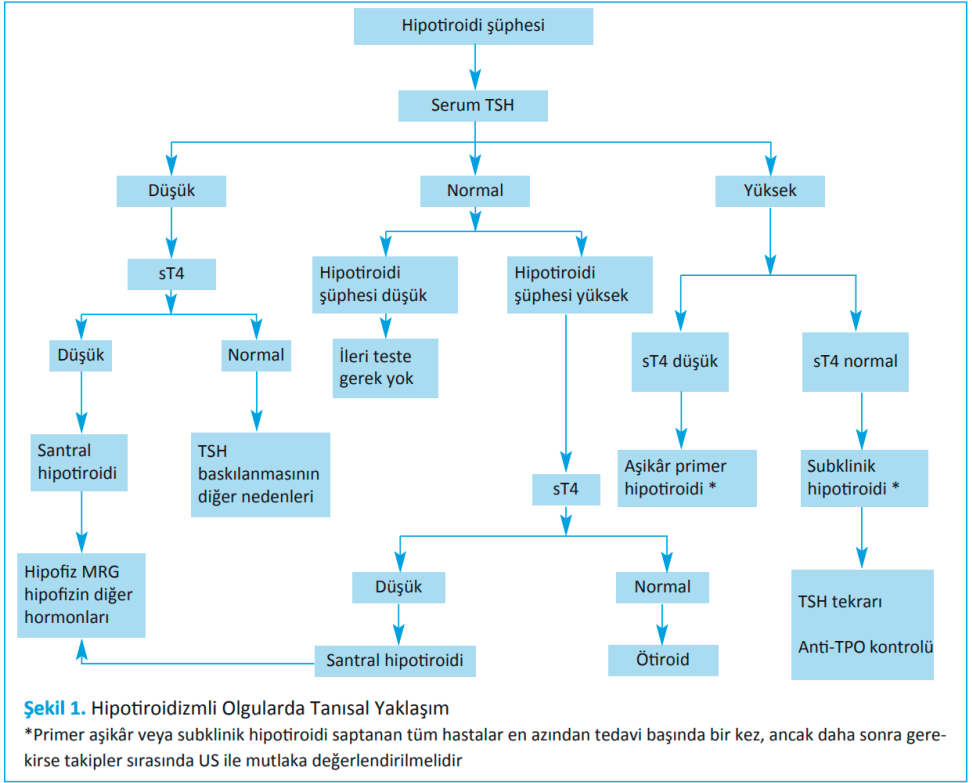 Hipotiroidi şüphesi
Serum TSH
Düşük
Normal
Yüksek
sT4
Hipotiroidi
şüphesi düşük
Hipotiroidi
şüphesi yüksek
Düşük
Normal
İleri teste
gerek yok
sT4 düşük
sT4 normal
Santral
hipotiroidi
TSH
baskılanmasının
diğer nedenleri
sT4
Aşikâr primer
hipotiroidi *
Subklinik
hipotiroidi *
Hipofiz MRG
hipofizin diğer
hormonları
Düşük
Normal
TSH tekrarı
Anti-TPO kontrolü
Santral hipotiroidi
Ötiroid
Şekil 1. Hipotiroidizmli Olgularda Tanısal Yaklaşım
*Primer aşikâr veya subklinik hipotiroidi saptanan tüm hastalar en azından tedavi başında bir kez, ancak daha sonra gere-
kirse takipler sırasında US ile mutlaka değerlendirilmelidir